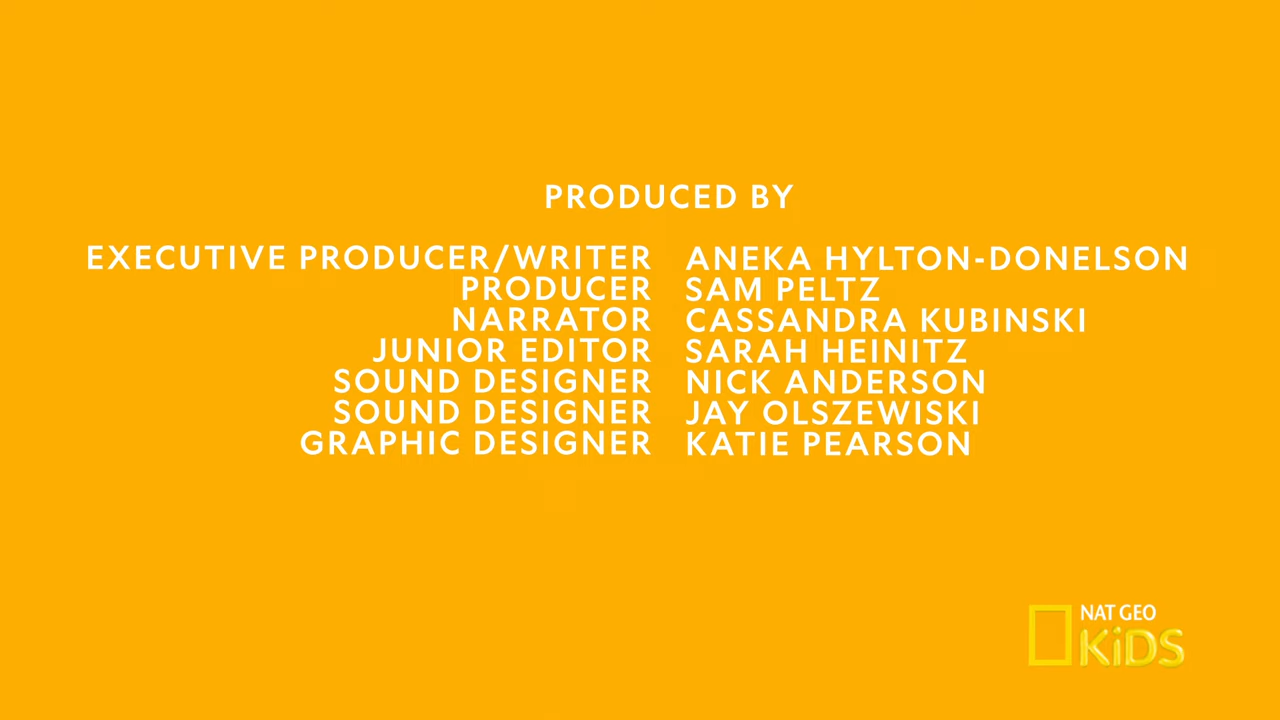 PRODUCED BY
EXECUTIVE PRODUCER/WRITER ANEKA HYLTON-DONELSON
PRODUCER SAM PELTZ
NARRATOR CASSANDRA KUBINSKI
JUNIOR EDITOR SARAH HEINITZ
SOUND DESIGNER NICK ANDERSON
SOUND DESIGNER JAY OLSZEWISKI
GRAPHIC DESIGNER KATIE PEARSON
NAT GEO
KiDS